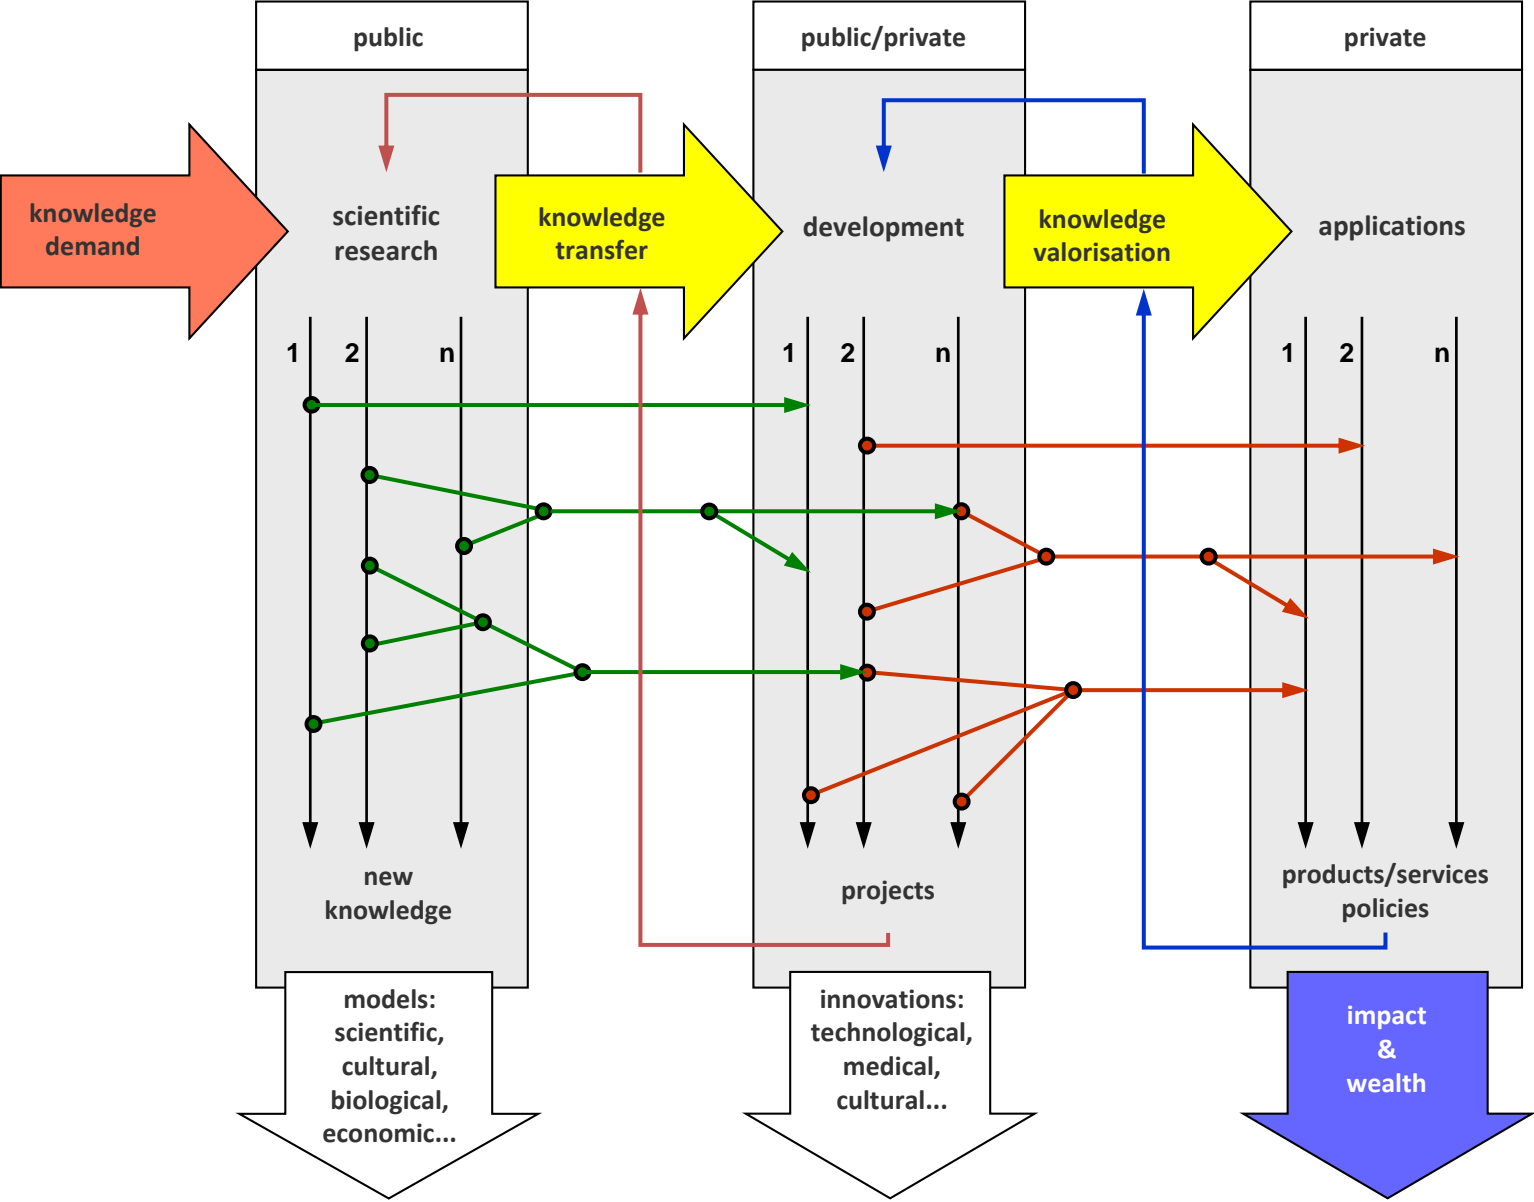 public
public/private
private
knowledge
demand
scientific
research
knowledge
transfer
development
knowledge
valorisation
applications
1
2
n
1
2
n
1
2
n
new
knowledge
projects
products/services
policies
models:
scientific,
cultural,
biological,
economic...
innovations:
technological,
medical,
cultural...
impact
&
wealth